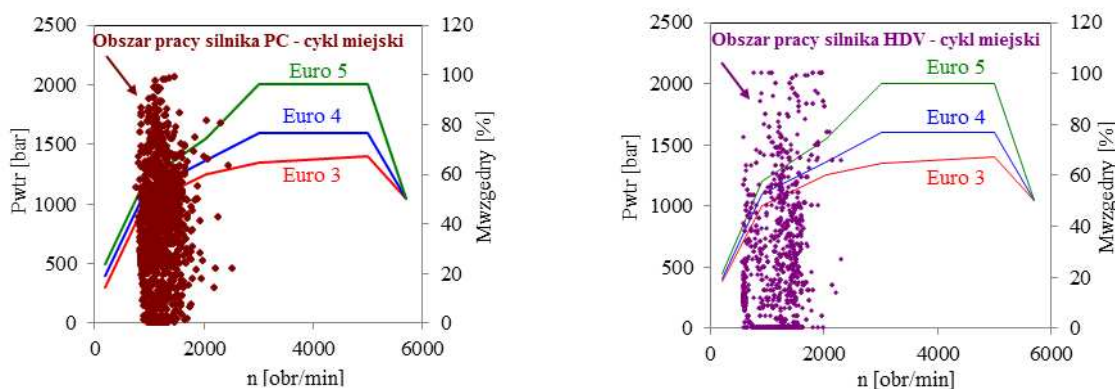 2500
2000
1500
1000
500
0
Pwtr [bar]
Obszar pracy silnika PC - cykl miejski
Euro 5
Euro 4
Euro 3
120
100
80
60
40
20
0
Mwzgedny [%]
0 2000 4000 6000
n [obr/min]
2500
2000
1500
1000
500
0
Pwtr [bar]
Obszar pracy silnika HDV - cykl miejski
Euro 5
Euro 4
Euro 3
120
100
80
60
40
20
0
Mwzgedny [%]
0 2000 4000 6000
n [obr/min]